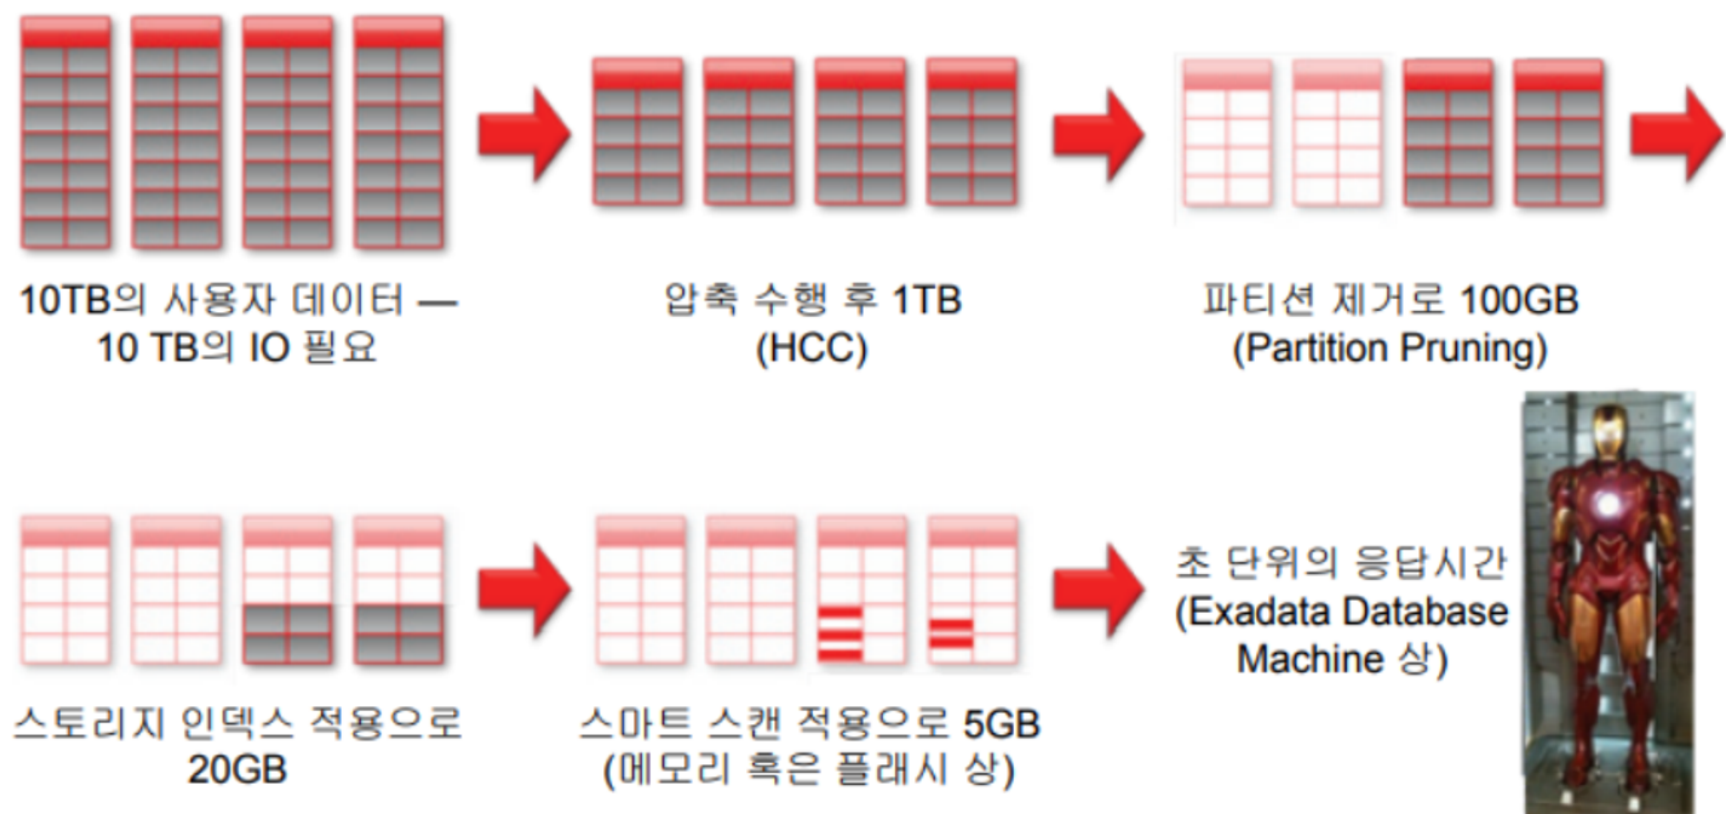 10TB의 사용자 데이터 —
10 TB의 IO 필요
압축 수행 후 1TB
(HCC)
파티션 제거로 100GB
(Partition Pruning)
스토리지 인덱스 적용으로
20GB
스마트 스캔 적용으로 5GB
(메모리 혹은 플래시 상)
초 단위의 응답시간
(Exadata Database
Machine 상)